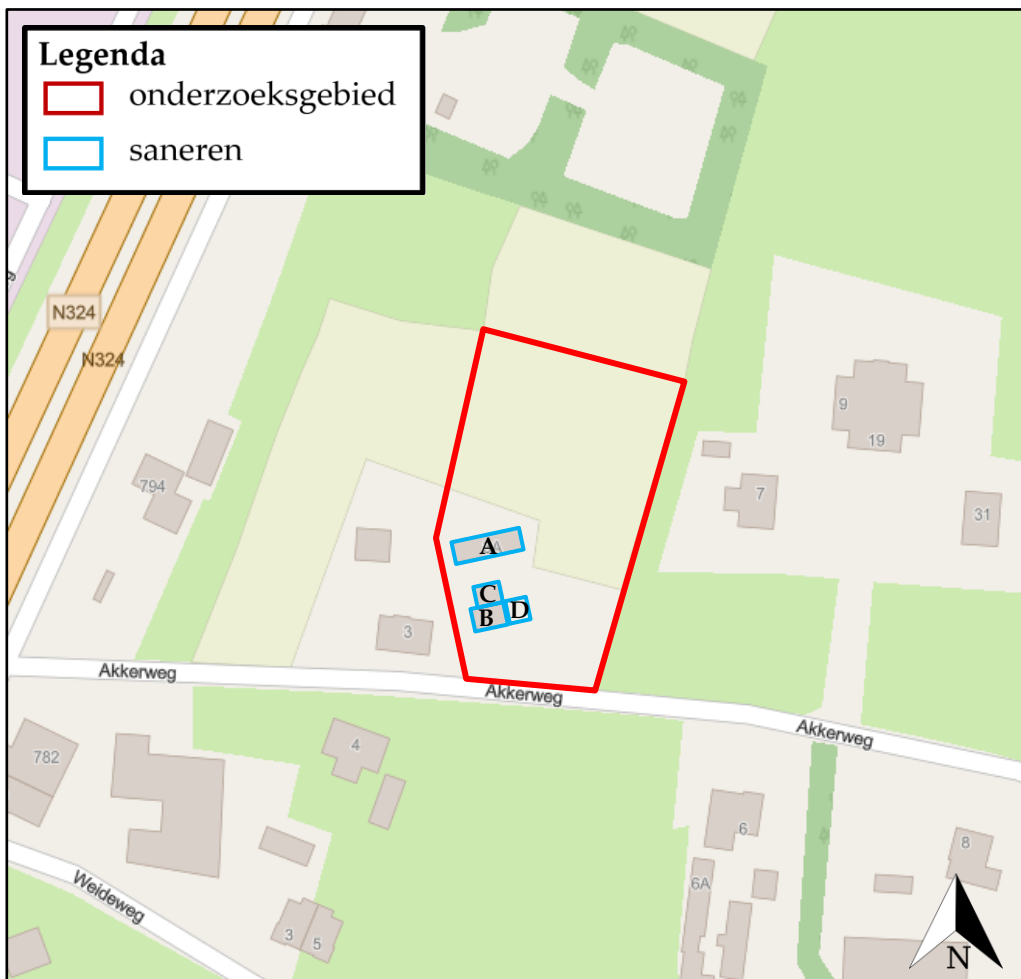 Legenda
onderzoeksgebied
saneren
N324
N324
9
19
794
7
31
A
C
B
D
3
Akkerweg
Akkerweg
Akkerweg
4
782
6
8
6A
Weideweg
3
5
N